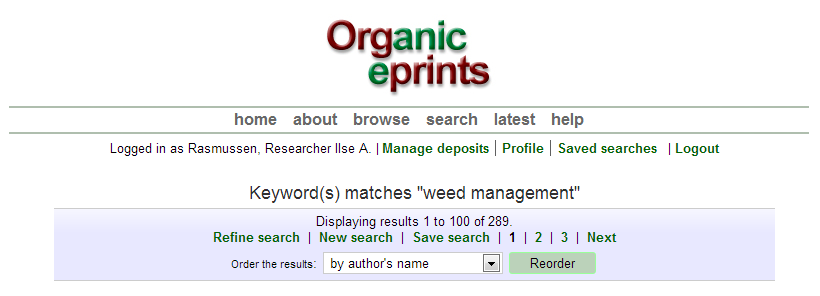 Organic
eprints
home about browse search latest help
Logged in as Rasmussen, Researcher Ilse A. | Manage deposits | Profile | Saved searches | Logout
Keyword(s) matches "weed management"
Displaying results 1 to 100 of 289.
Refine search | New search | Save search | 1 | 2 | 3 | Next
Order the results: by author's name Reorder